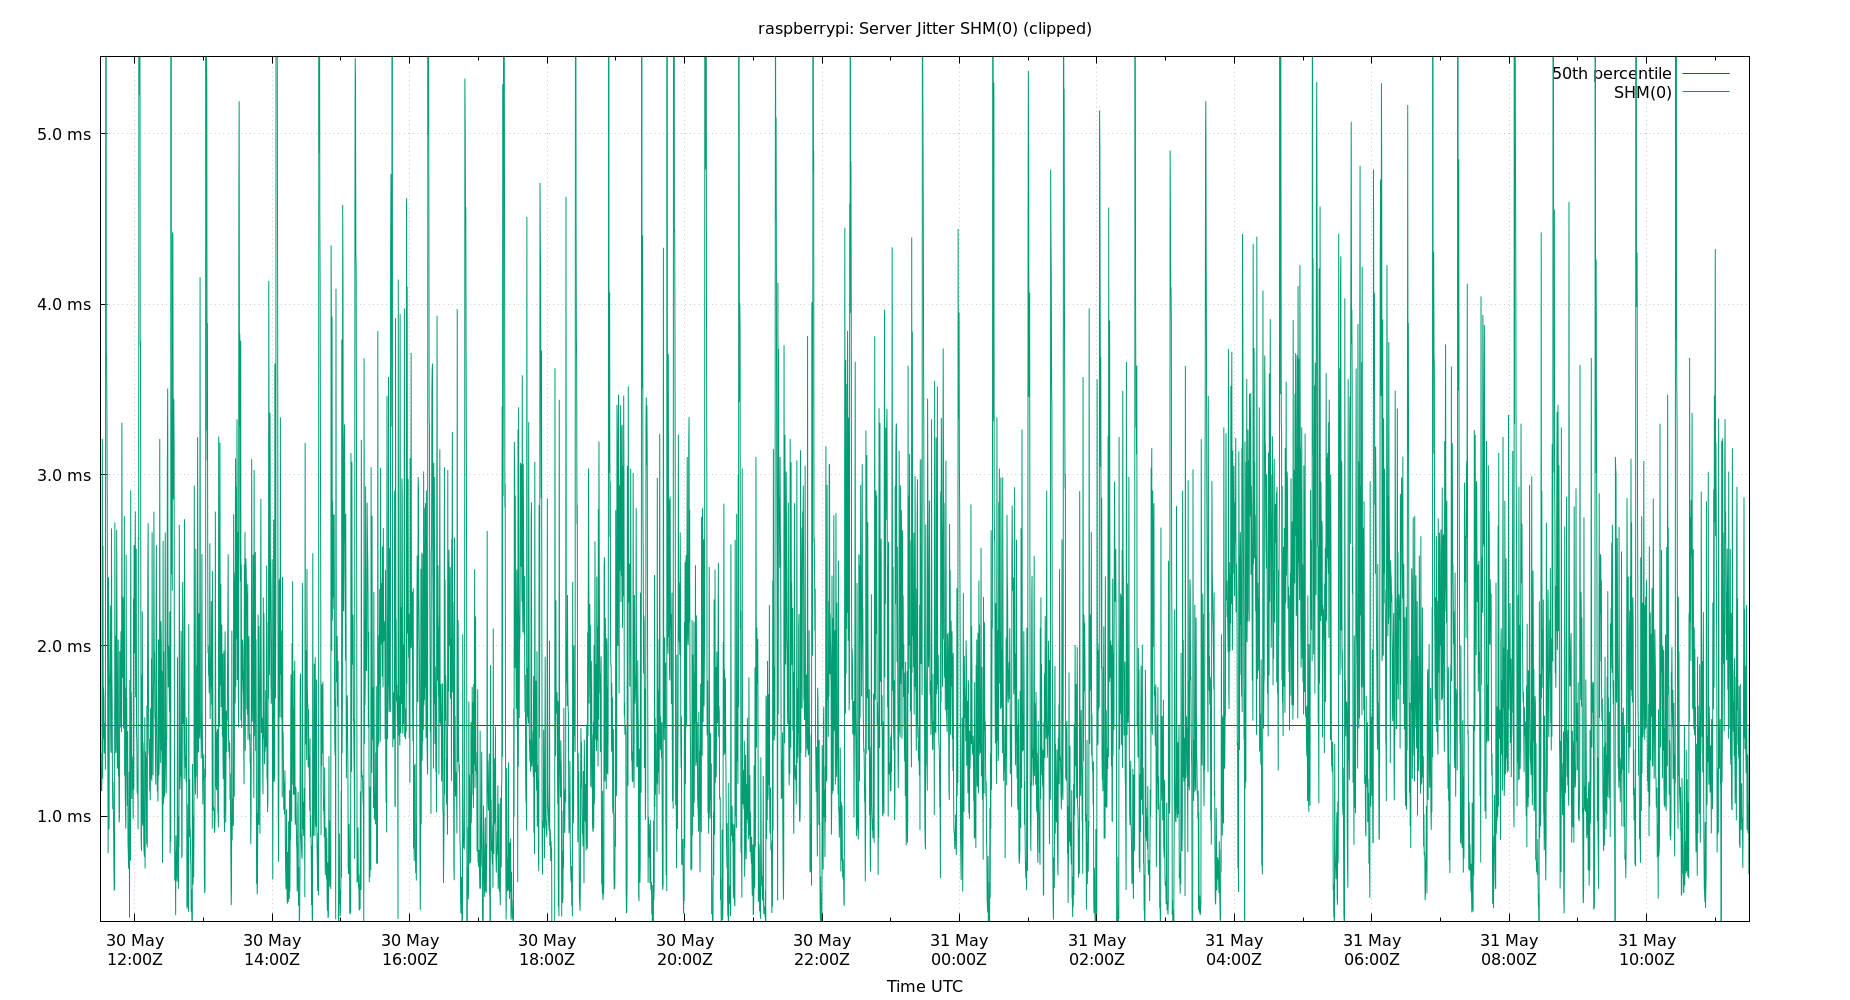 raspberrypi: Server Jitter SHM(0) (clipped)
50th percentile
SHM(0)
5.0 ms
4.0 ms
3.0 ms
2.0 ms
1.0 ms
30 May 30 May 30 May 30 May 30 May 30 May 31 May 31 May 31 May 31 May 31 May 31 May
12:00Z 14:00Z 16:00Z 18:00Z 20:00Z 22:00Z 00:00Z 02:00Z 04:00Z 06:00Z 08:00Z 10:00Z
Time UTC